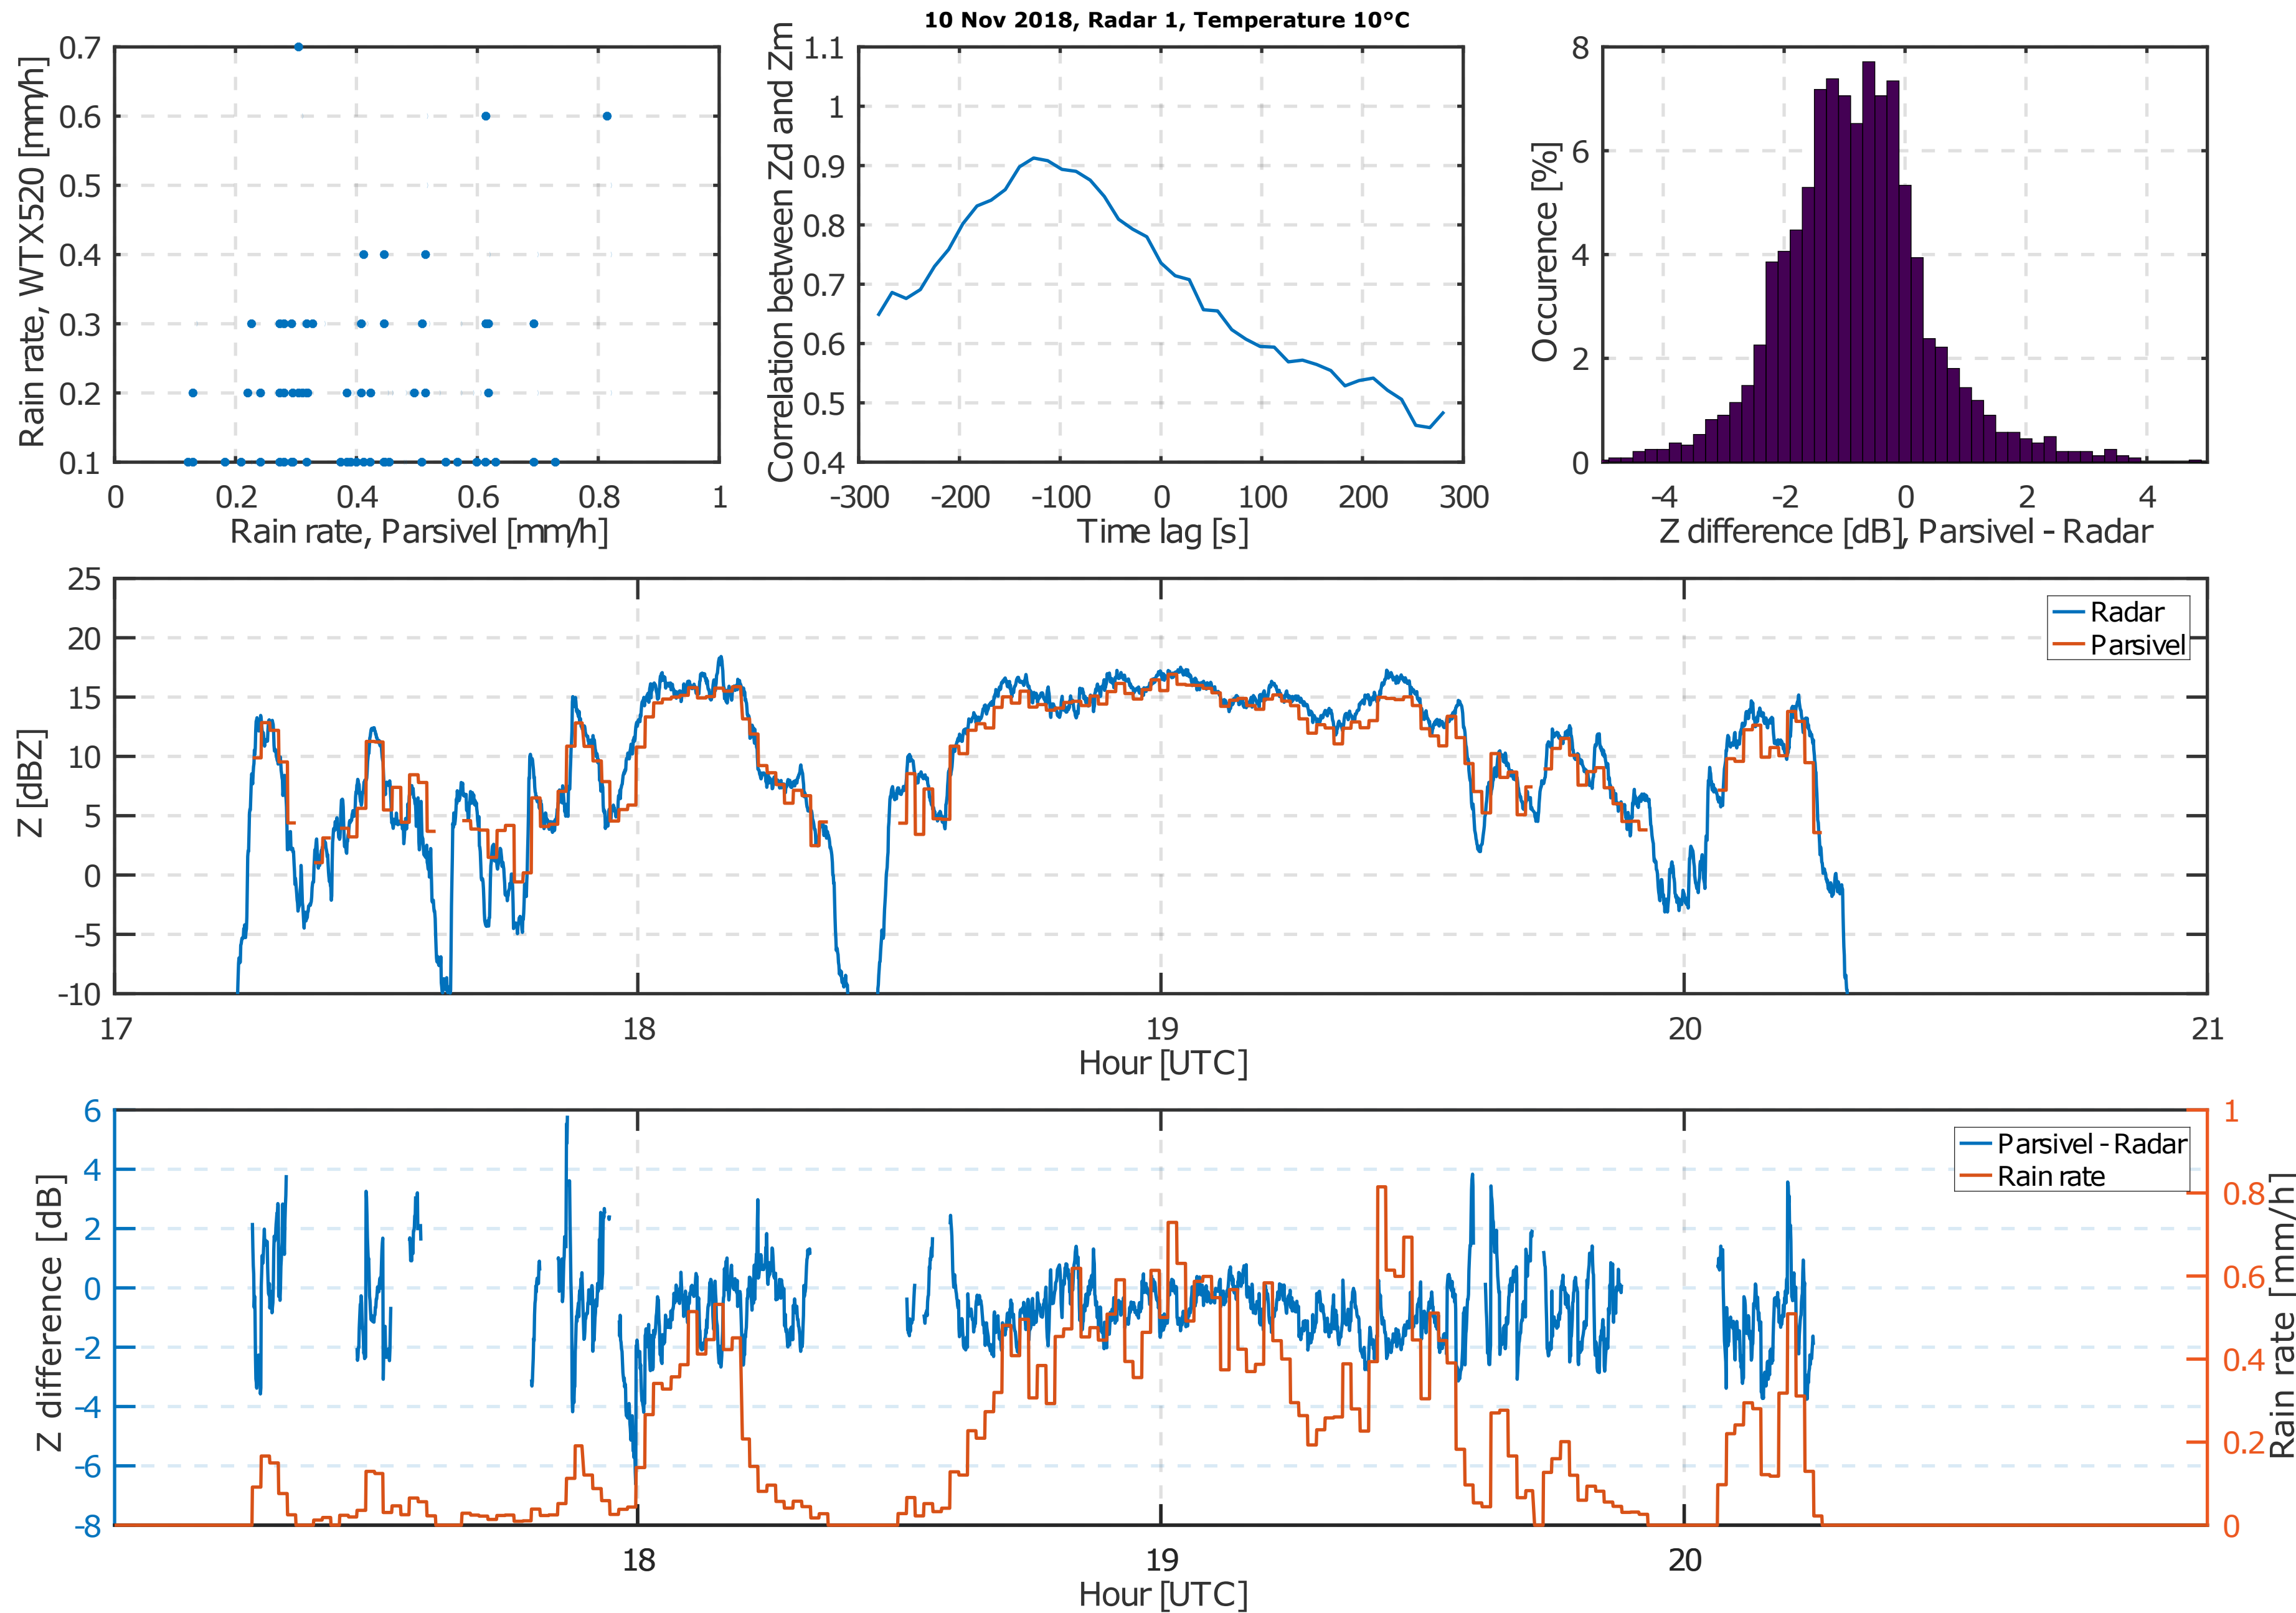 10 Nov 2018, Radar 1, Temperature 10°C
Rain rate, WTX520 [mm/h]
0.7
0.6
0.5
0.4
0.3
0.2
0.1
0 0.2 0.4 0.6 0.8 1
Rain rate, Parsivel [mm/h]
Correlation between Zd and Zm
1.1
1
0.9
0.8
0.7
0.6
0.5
0.4
-300 -200 -100 0 100 200 300
Time lag [s]
Occurence [%]
8
6
4
2
0
-4 -2 0 2 4
Z difference [dB], Parsivel - Radar
Z [dBZ]
25
20
15
10
5
0
-5
-10
Radar
Parsivel
17 18 19 20 21
Hour [UTC]
Z difference [dB]
6
4
2
0
-2
-4
-6
-8
Parsivel - Radar
Rain rate
1
0.8
0.6
0.4
0.2
0
Rain rate [mm/h]
18 19 20
Hour [UTC]